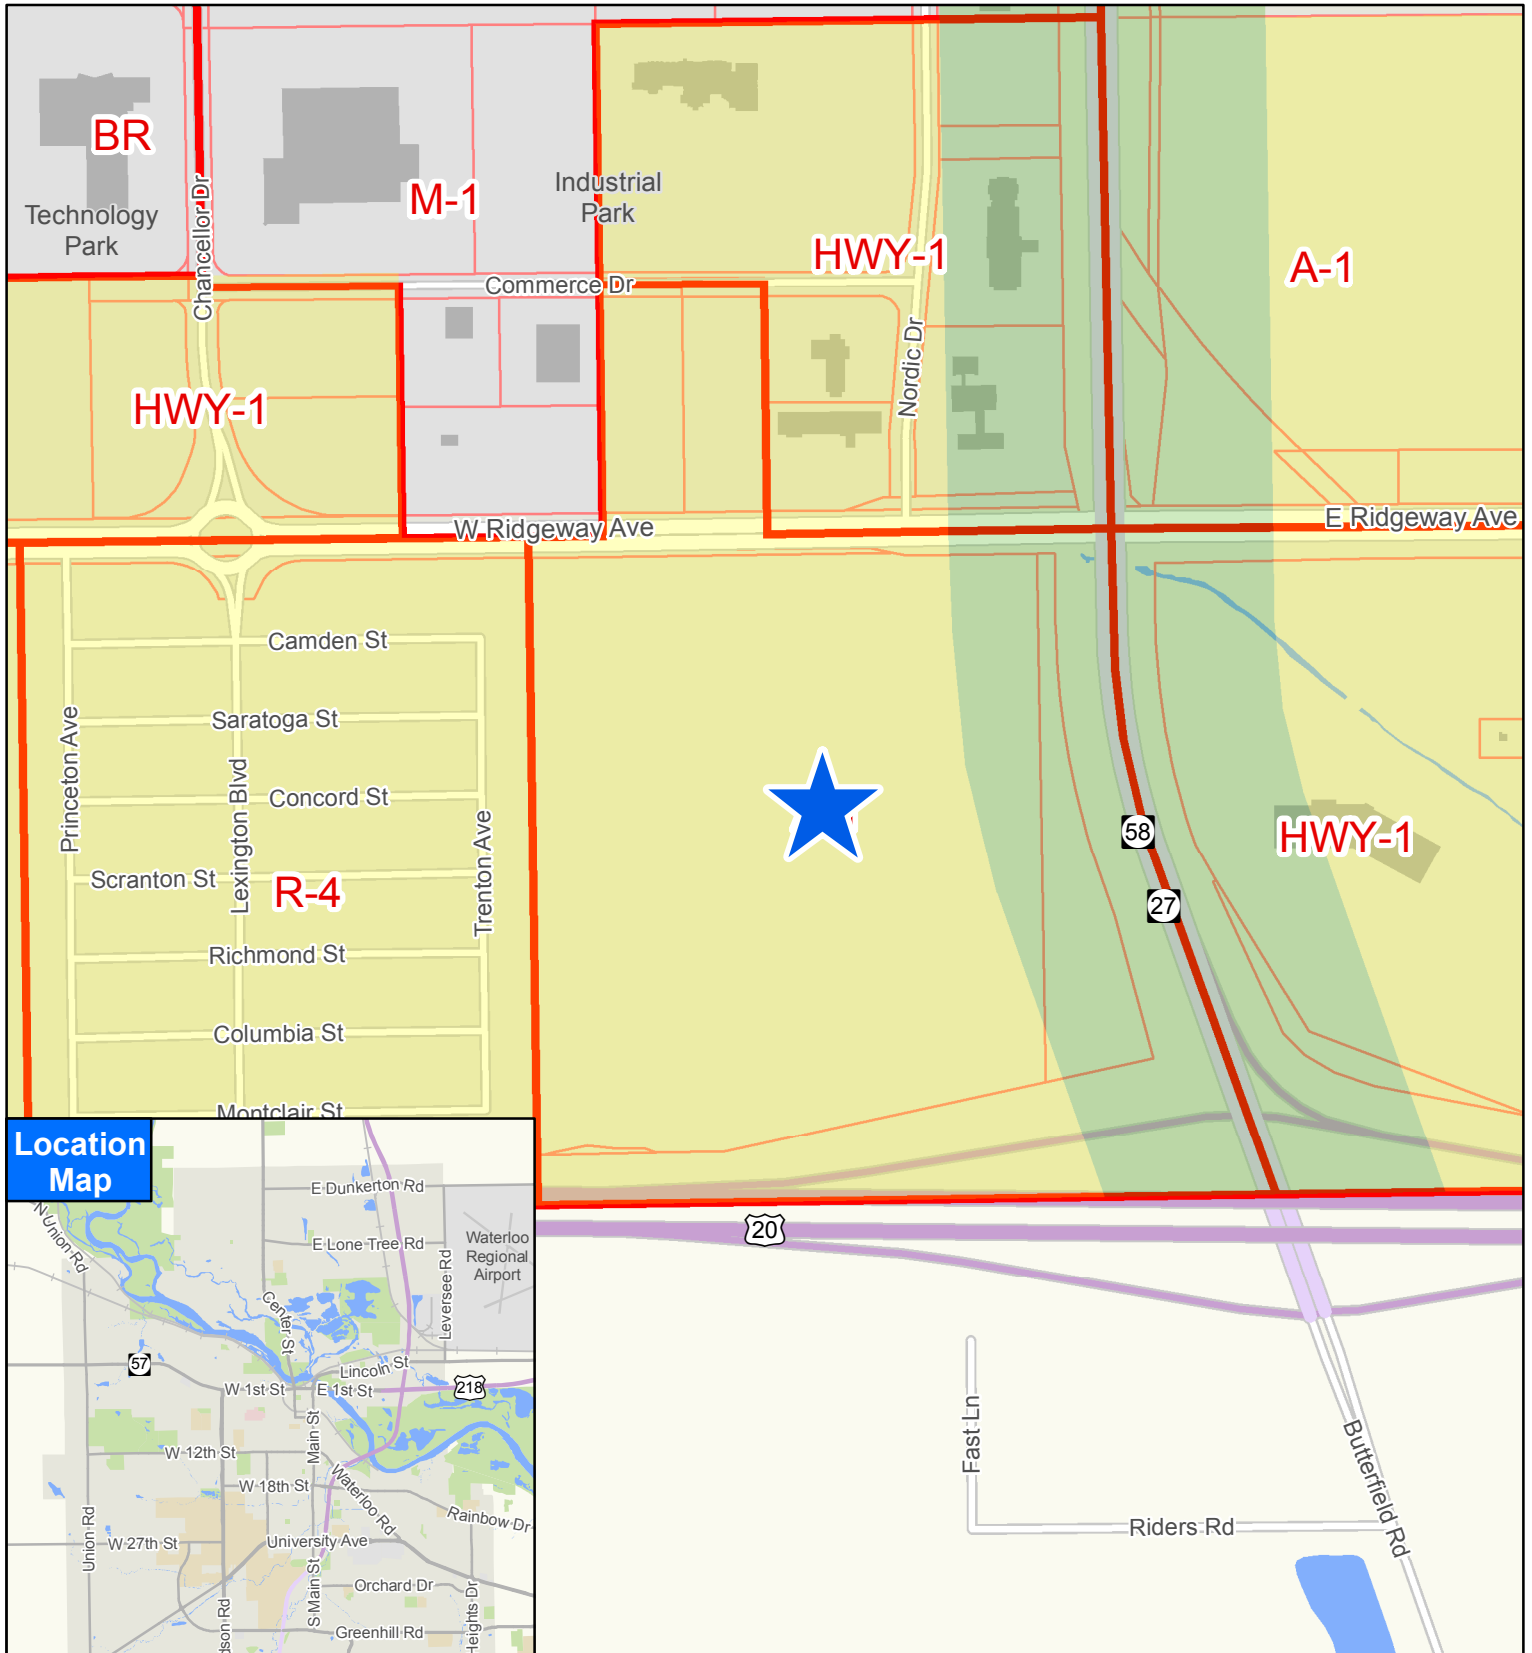 BR
Technology
Park
Chancellor Dr
M-1
Industrial
Park
HWY-1
A-1
Commerce Dr
Nordic Dr
HWY-1
W Ridgeway Ave
E Ridgeway Ave
Camden St
Saratoga St
Princeton Ave
Lexington Blvd
Concord St
Trenton Ave
Scranton St
R-4
58
HWY-1
27
Richmond St
Columbia St
Montclair St
20
Fast Ln
Riders Rd
Butterfield Rd
Location
Map
E Dunkerton Rd
N Union Rd
E Lone Tree Rd
Waterloo
Regional
Airport
Leversee Rd
Center St
57
Lincoln St
W 1st St
E 1st St
218
Main St
W 12th St
W 18th St
Waterloo Rd
Rainbow Dr
Union Rd
W 27th St
University Ave
S Main St
Orchard Dr
dson Rd
Greenhill Rd
Heights Dr